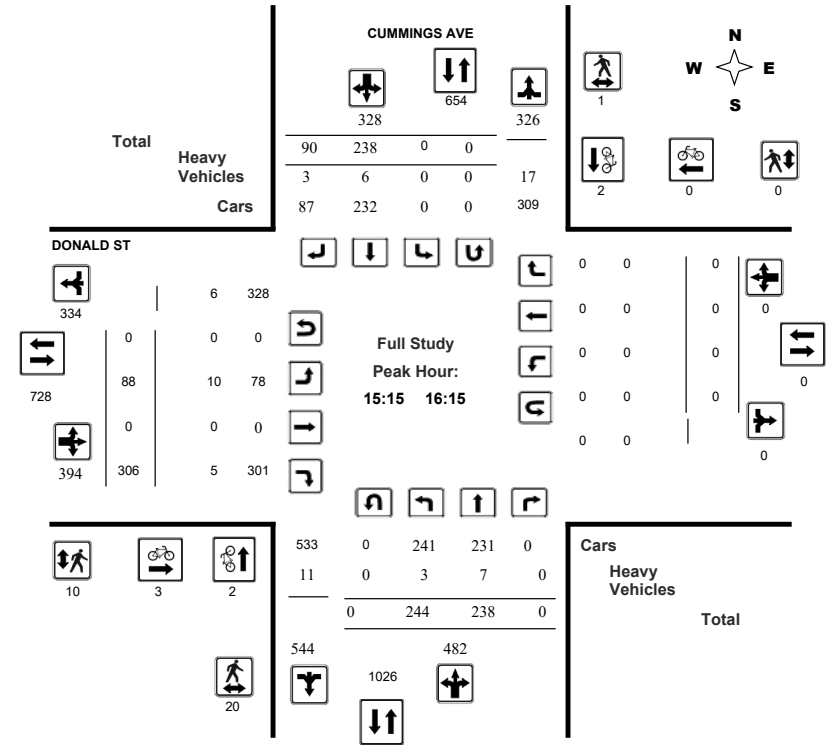 CUMMINGS AVE
N
W E
S
654
1
328 326
Total
90 238 0 0
Heavy
Vehicles
3 6 0 0 17
2 0 0
Cars
87 232 0 0 309
DONALD ST
0 0 0
6 328
334
0
0 0 0
0 0 0
Full Study
0 0 0
Peak Hour:
88 10 78
728
0
15:15 16:15
0 0 0
0 0 0
0 0
0
394
306 5 301
533 0 241 231 0
Cars
11 0 3 7 0
Heavy
Vehicles
10 3 2
0 244 238 0
Total
544 482
1026
20